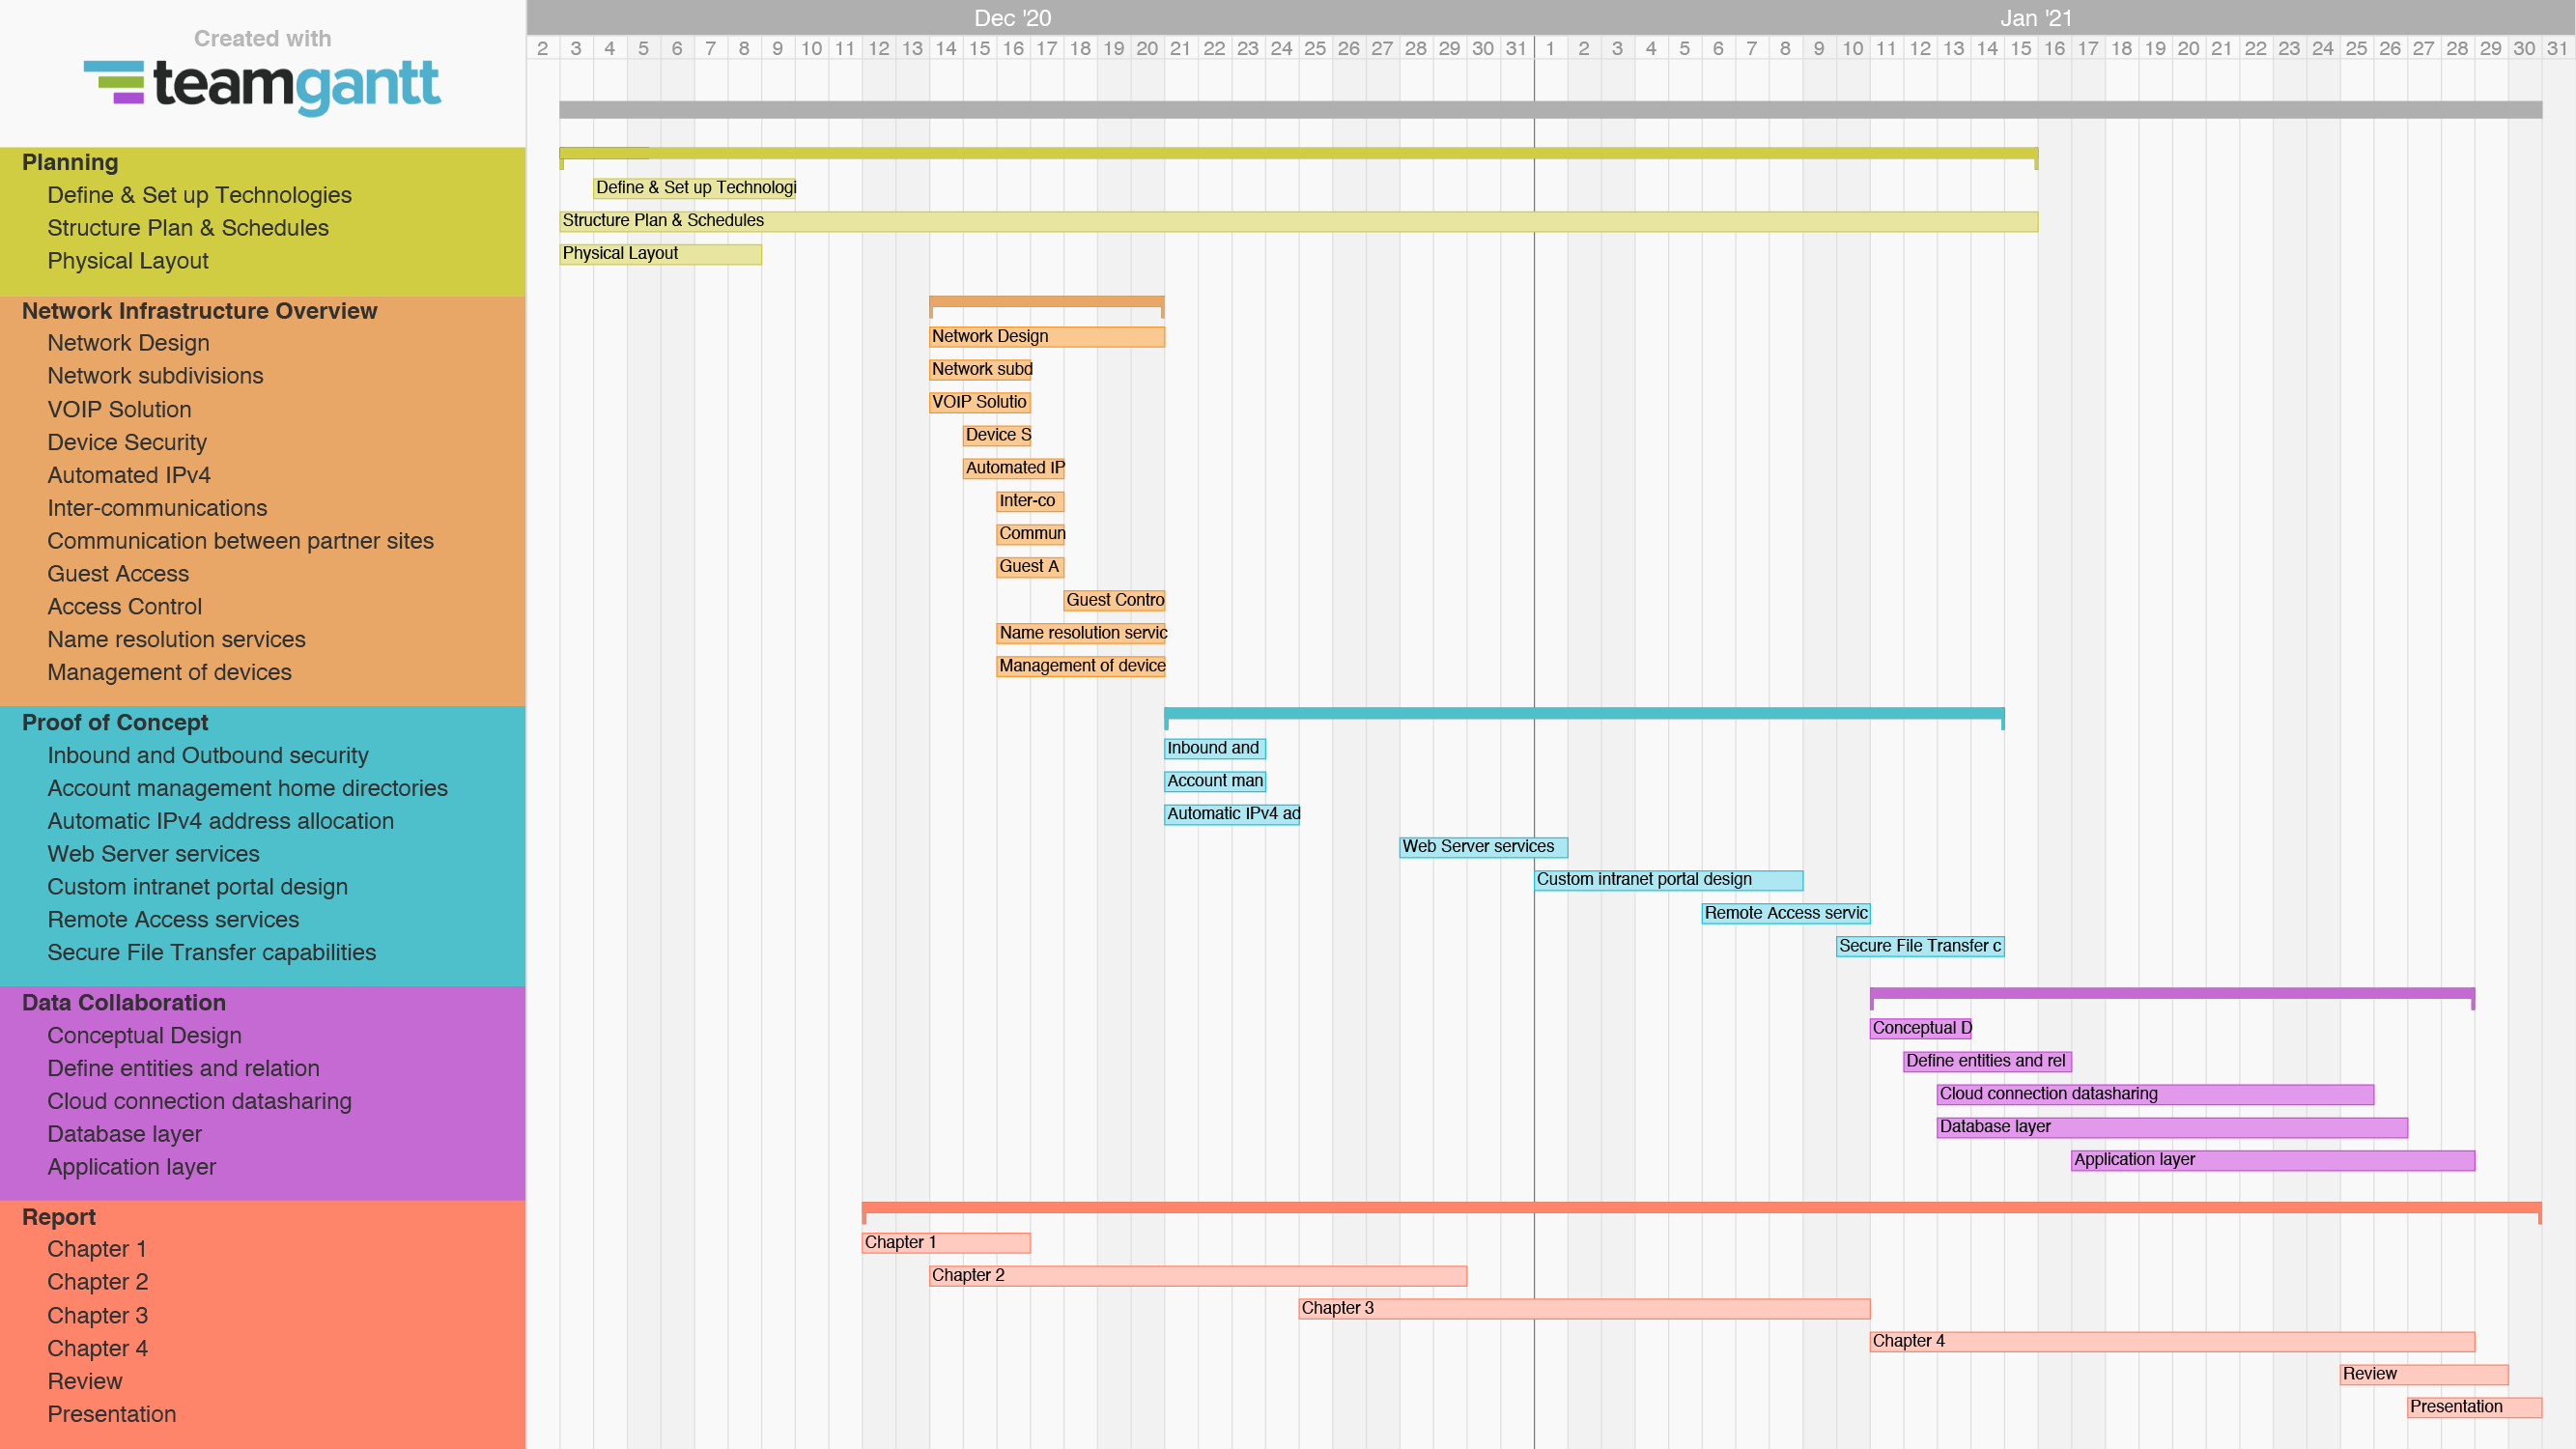 Created with
teamgantt
Dec '20
Jan '21
2 3 4 5 6 7 8 9 10 11 12 13 14 15 16 17 18 19 20 21 22 23 24 25 26 27 28 29 30 31 1 2 3 4 5 6 7 8 9 10 11 12 13 14 15 16 17 18 19 20 21 22 23 24 25 26 27 28 29 30 31
Planning
Define & Set up Technologies
Define & Set up Technologi
Structure Plan & Schedules
Structure Plan & Schedules
Physical Layout
Physical Layout
Network Infrastructure Overview
Network Design
Network Design
Network subdivisions
Network subd
VOIP Solution
VOIP Solutio
Device Security
Device S
Automated IPv4
Automated IP
Inter-communications
Inter-co
Communication between partner sites
Commun
Guest Access
Guest A
Access Control
Guest Contro
Name resolution services
Name resolution servic
Management of devices
Management of device
Proof of Concept
Inbound and Outbound security
Inbound and
Account management home directories
Account man
Automatic IPv4 address allocation
Automatic IPv4 ad
Web Server services
Web Server services
Custom intranet portal design
Custom intranet portal design
Remote Access services
Remote Access servic
Secure File Transfer capabilities
Secure File Transfer c
Data Collaboration
Conceptual Design
Conceptual D
Define entities and relation
Define entities and rel
Cloud connection datasharing
Cloud connection datasharing
Database layer
Database layer
Application layer
Application layer
Report
Chapter 1
Chapter 1
Chapter 2
Chapter 2
Chapter 3
Chapter 3
Chapter 4
Chapter 4
Review
Review
Presentation
Presentation